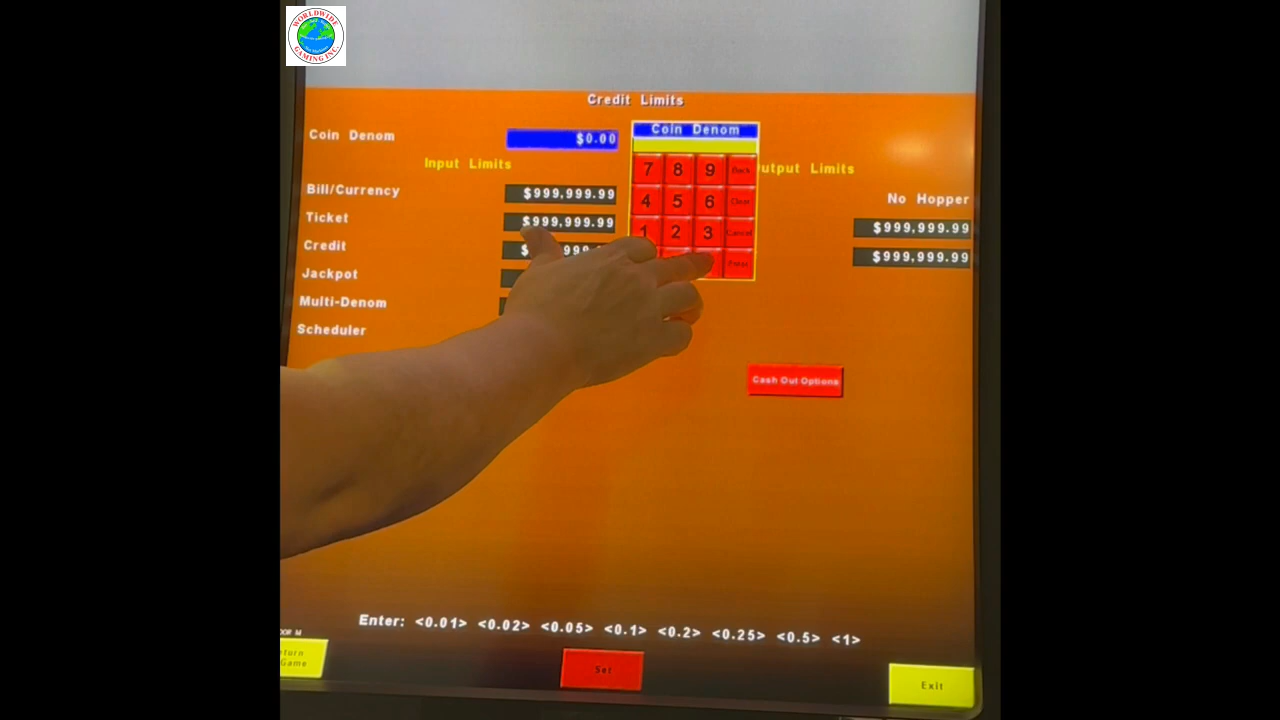 WORLDWIDE
GAMING INC.
Credit Limits
Coin Denom $0.00
Coin Denom
Input Limits
utput Limits
7 8 9 Back
4 5 6 Clear
1 2 3 Cancel
Enter
No Hopper
Bill/Currency $999,999.99
$999,999.99
Ticket $999,999.99
$999,999.99
Credit
Jackpot
Multi-Denom
Scheduler
Cash Out Options
Enter: <0.01> <0.02> <0.05> <0.1> <0.2> <0.25> <0.5> <1>
OOR M
eturn
Game
Set
Exit